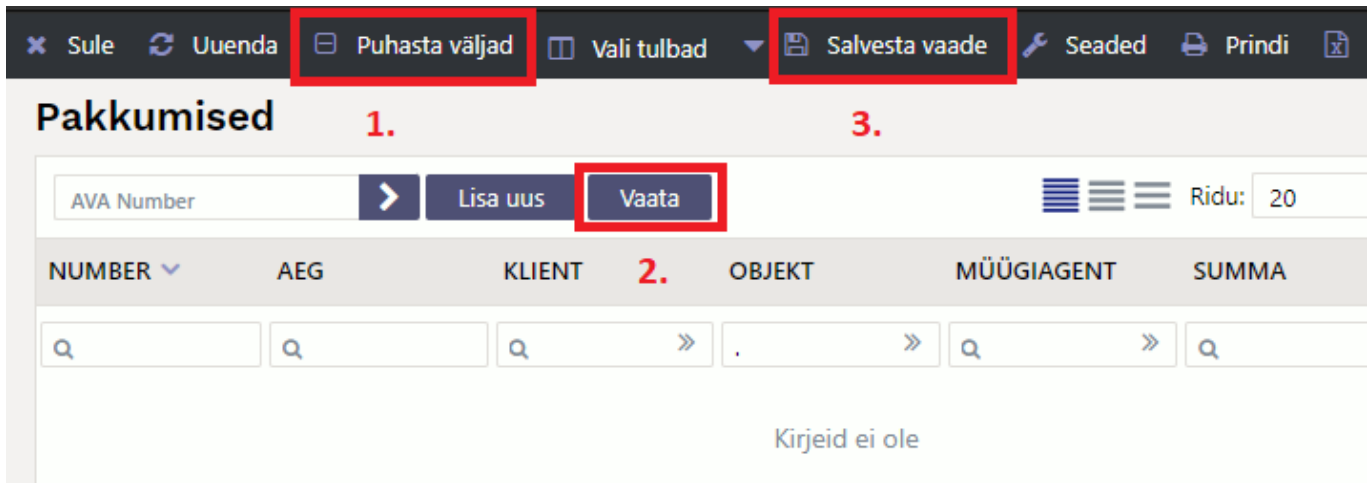 Sule Uuenda Puhasta väljad Vali tulbad Salvesta vaade Seaded Prindi
Pakkumised 1. 3.
AVA Number Lisa uus Vaata Ridu: 20
NUMBER AEG KLIENT 2. OBJEKT MÜÜGIAGENT SUMMA
.
Kirjeid ei ole